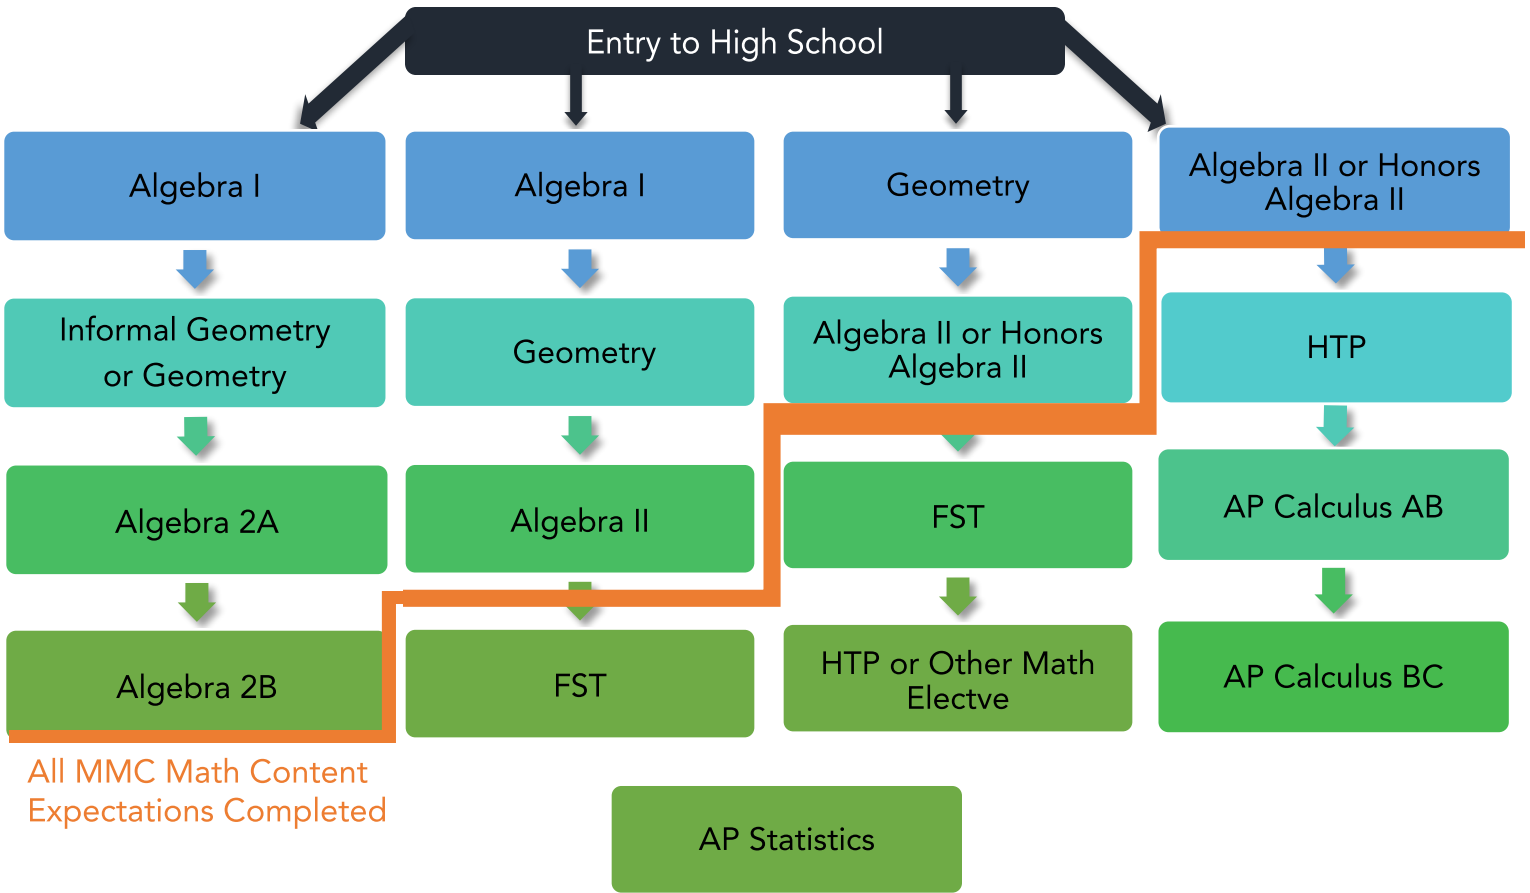 Entry to High School
Algebra I
Algebra I
Geometry
Algebra II or Honors
Algebra II
Informal Geometry
or Geometry
Geometry
Algebra II or Honors
Algebra II
HTP
Algebra 2A
Algebra II
FST
AP Calculus AB
Algebra 2B
FST
HTP or Other Math
Electve
AP Calculus BC
All MMC Math Content
Expectations Completed
AP Statistics